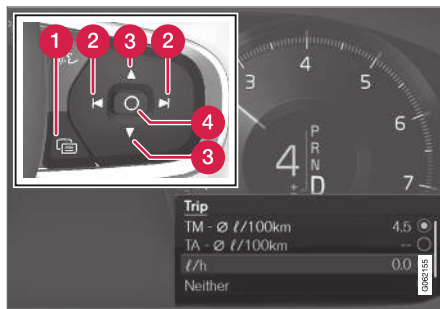 1
2
3
2
4
3
3
4
5
6
7
4
P
R
N
± D
Trip
TM - Ø ℓ/100km 4.5
TA - Ø ℓ/100km --
ℓ/h 0.0
Neither
G062155